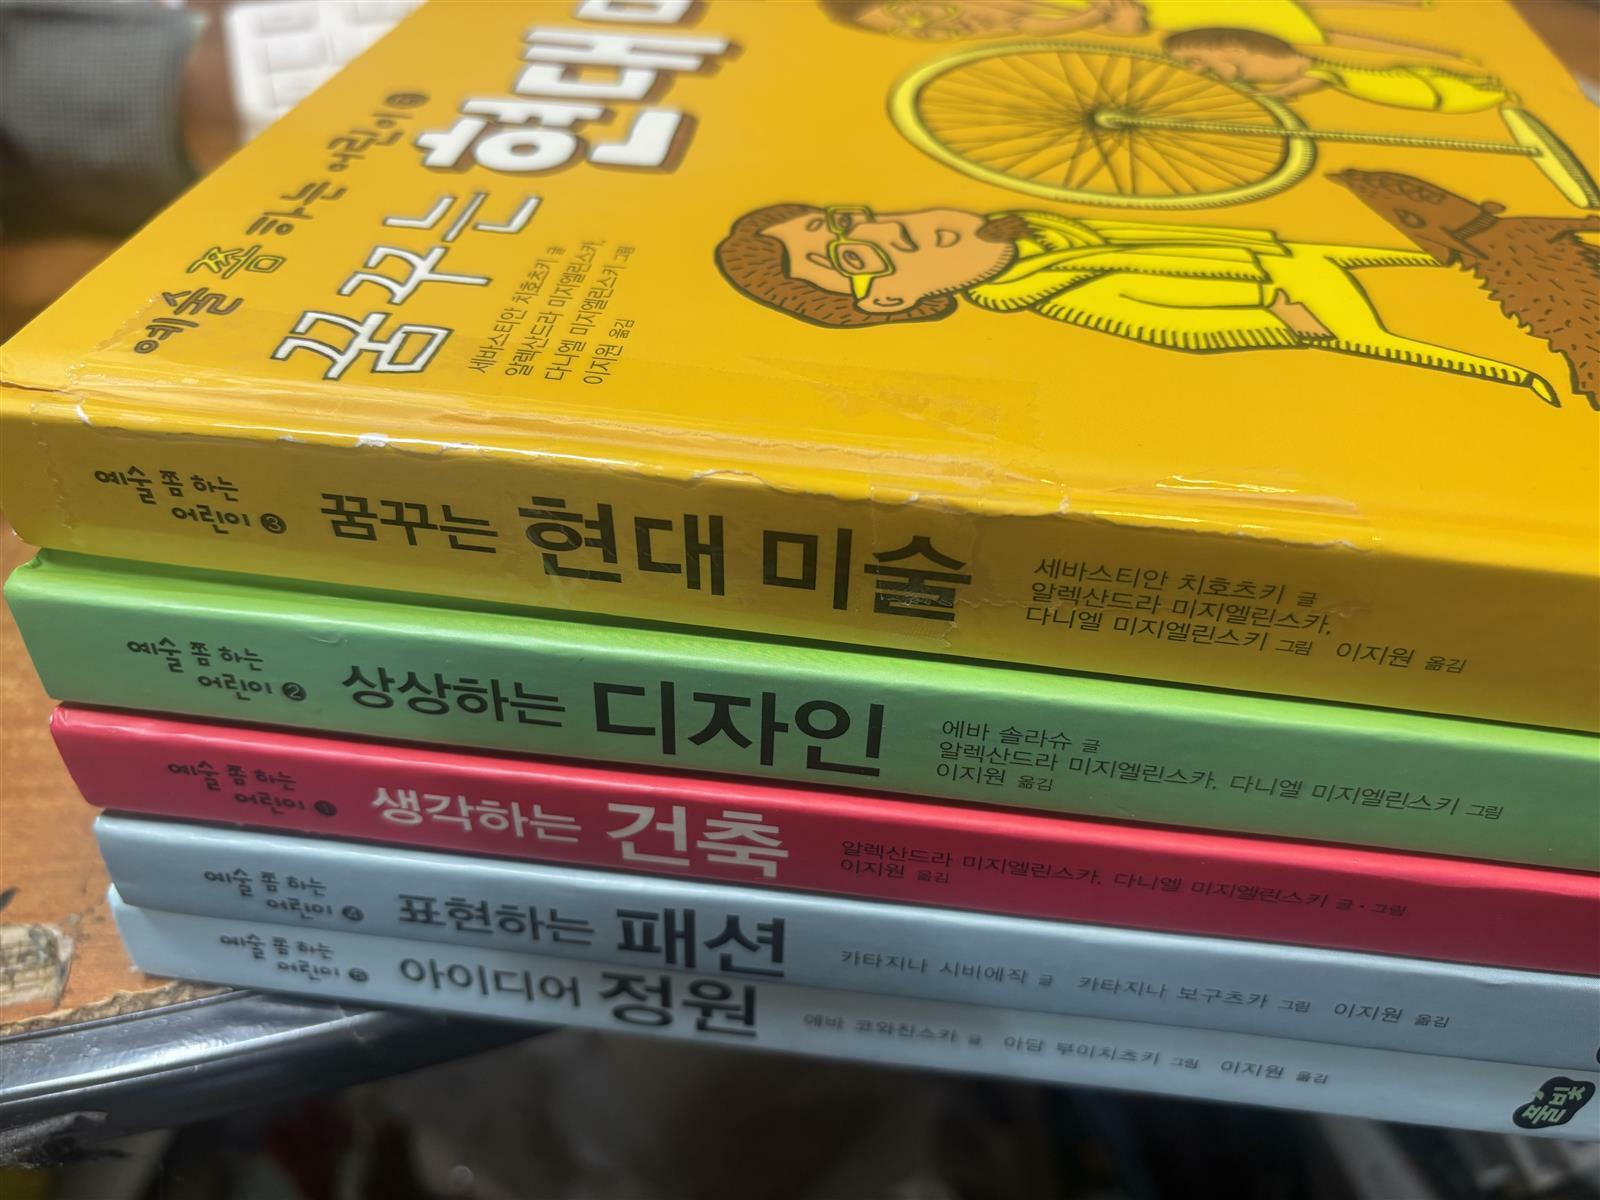 예술 쫌 하는 어린이 3
꿈꾸는 현대
세바스티안 치호츠키 글
알렉산드라 미지엘린스카,
다니엘 미지엘린스키 그림
이지원 옮김
예술 쫌 하는
어린이 3
꿈꾸는 현대 미술
세바스티안 치호츠키 글
알렉산드라 미지엘린스카,
다니엘 미지엘린스키 그림 이지원 옮김
예술 쫌 하는
어린이 2
상상하는 디자인
에바 솔라슈 글
알렉산드라 미지엘린스카, 다니엘 미지엘린스키 그림
이지원 옮김
예술 쫌 하는
어린이 1
생각하는 건축
알렉산드라 미지엘린스카, 다니엘 미지엘린스키 글·그림
이지원 옮김
예술 쫌 하는
어린이 4
표현하는 패션
카타지나 시비에작 글 카타지나 보구츠카 그림 이지원 옮김
예술 쫌 하는
어린이 5
아이디어 정원
에바 코와친스카 글 아담 부이치츠키 그림 이지원 옮김
풀빛